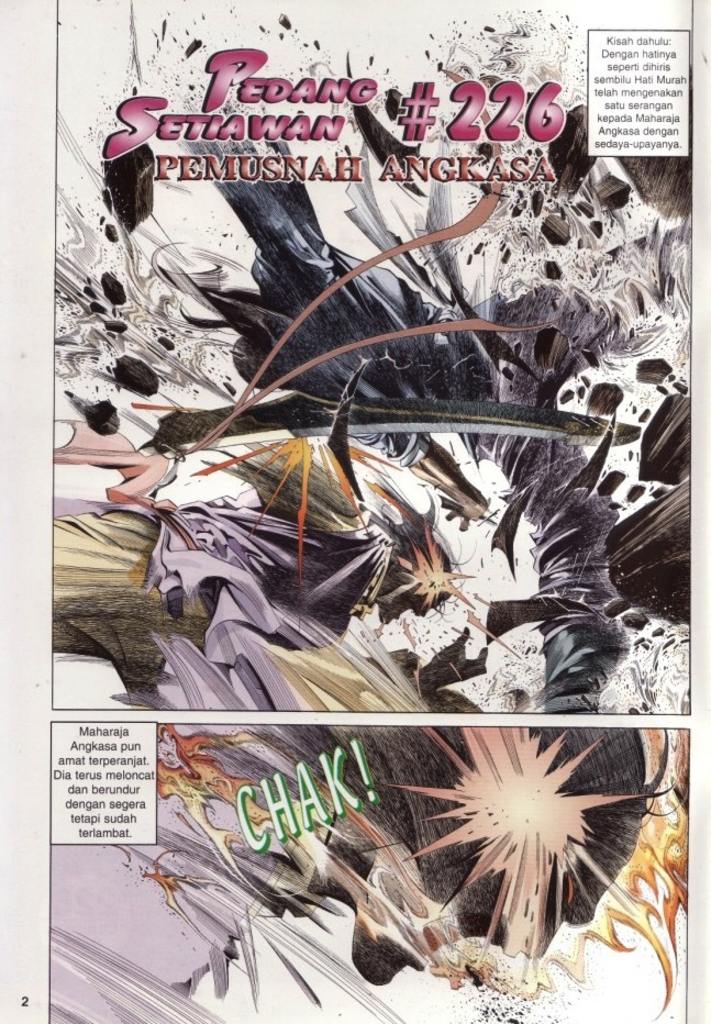 PEDANG
SETIAWAN # 226
PEMUSNAH ANGKASA
Kisah dahulu:
Dengan hatinya
seperti dihiris
sembilu Hati Murah
telah mengenakan
satu serangan
kepada Maharaja
Angkasa dengan
sedaya-upayanya.
Maharaja
Angkasa pun
amat terperanjat.
Dia terus meloncat
dan berundur
dengan segera
tetapi sudah
terlambat.
CHAK!
2